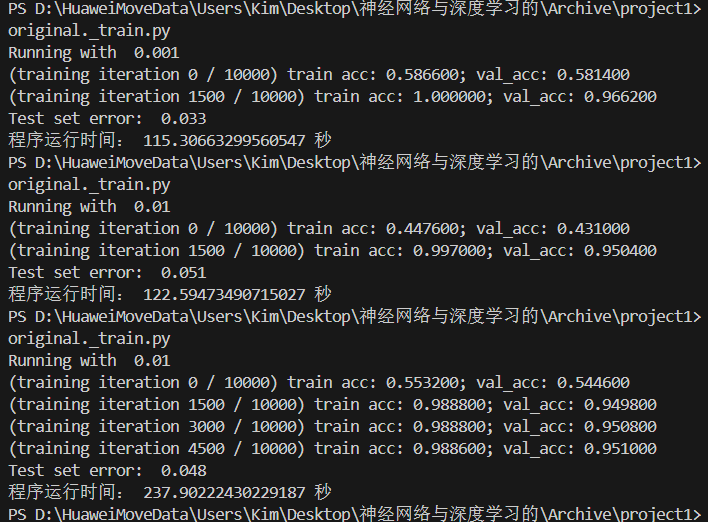 PS D:\HuaweiMoveData\Users\Kim\Desktop\神经网络与深度学习的\Archive\project1>
original._train.py
Running with  0.001
(training iteration 0 / 10000) train acc: 0.586600; val_acc: 0.581400
(training iteration 1500 / 10000) train acc: 1.000000; val_acc: 0.966200
Test set error:  0.033
程序运行时间： 115.30663299560547 秒
PS D:\HuaweiMoveData\Users\Kim\Desktop\神经网络与深度学习的\Archive\project1>
original._train.py
Running with  0.01
(training iteration 0 / 10000) train acc: 0.447600; val_acc: 0.431000
(training iteration 1500 / 10000) train acc: 0.997000; val_acc: 0.950400
Test set error:  0.051
程序运行时间： 122.59473490715027 秒
PS D:\HuaweiMoveData\Users\Kim\Desktop\神经网络与深度学习的\Archive\project1>
original._train.py
Running with  0.01
(training iteration 0 / 10000) train acc: 0.553200; val_acc: 0.544600
(training iteration 1500 / 10000) train acc: 0.988800; val_acc: 0.949800
(training iteration 3000 / 10000) train acc: 0.988800; val_acc: 0.950800
(training iteration 4500 / 10000) train acc: 0.988600; val_acc: 0.951000
Test set error:  0.048
程序运行时间： 237.90222430229187 秒
PS D:\HuaweiMoveData\Users\Kim\Desktop\神经网络与深度学习的\Archive\project1>